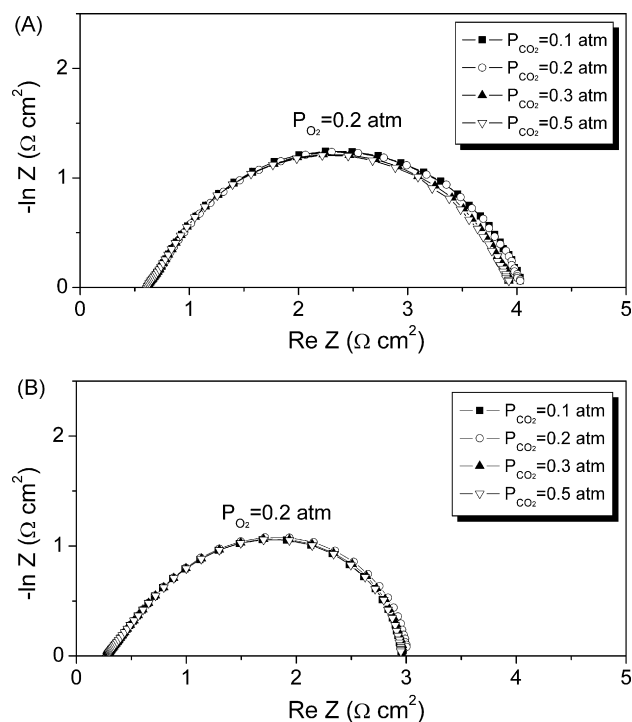 (A)
P_CO₂=0.1 atm
P_CO₂=0.2 atm
P_CO₂=0.3 atm
P_CO₂=0.5 atm
P_O₂=0.2 atm
-In Z (Ω cm²)
2
1
0
0 1 2 3 4 5
Re Z (Ω cm²)
(B)
P_CO₂=0.1 atm
P_CO₂=0.2 atm
P_CO₂=0.3 atm
P_CO₂=0.5 atm
P_O₂=0.2 atm
-In Z (Ω cm²)
2
1
0
0 1 2 3 4 5
Re Z (Ω cm²)